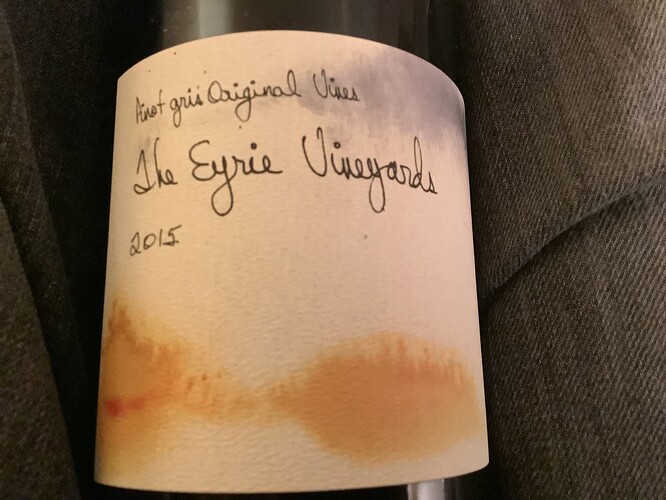 Pinot gris Original Vines
The Eyrie Vineyards
2015